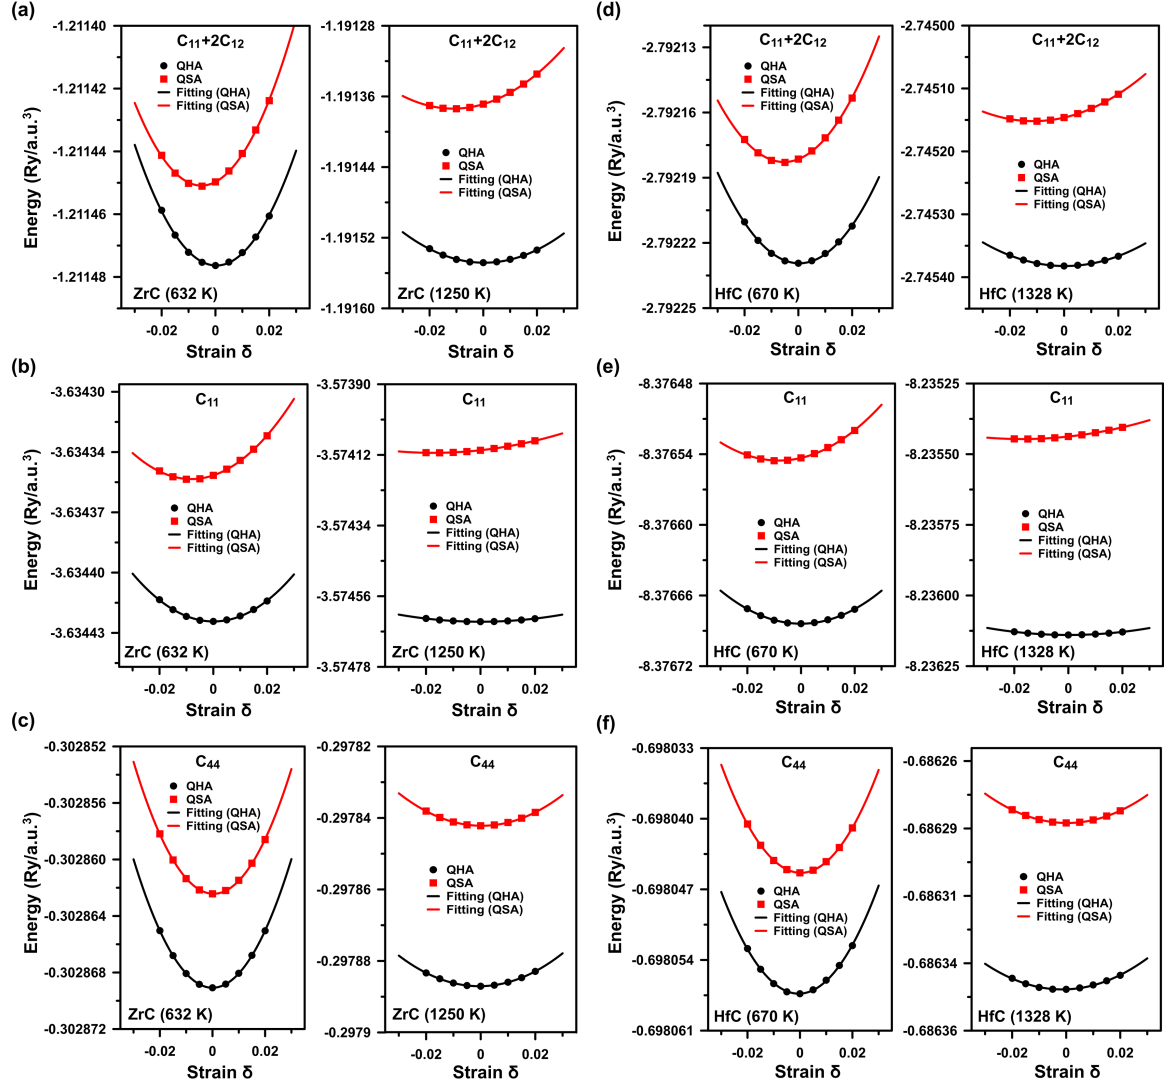 (a)
C11+2C12
QHA
QSA
Fitting (QHA)
Fitting (QSA)
ZrC (632 K)
-1.21140
-1.21142
-1.21144
-1.21146
-1.21148
-0.02
0
0.02
Strain δ
Energy (Ry/a.u.³)
C11+2C12
QHA
QSA
Fitting (QHA)
Fitting (QSA)
ZrC (1250 K)
-1.19128
-1.19136
-1.19144
-1.19152
-1.19160
-0.02
0
0.02
Strain δ
(d)
C11+2C12
QHA
QSA
Fitting (QHA)
Fitting (QSA)
HfC (670 K)
-2.79213
-2.79216
-2.79219
-2.79222
-2.79225
-0.02
0
0.02
Strain δ
Energy (Ry/a.u.³)
C11+2C12
QHA
QSA
Fitting (QHA)
Fitting (QSA)
HfC (1328 K)
-2.74500
-2.74510
-2.74520
-2.74530
-2.74540
-0.02
0
0.02
Strain δ
(b)
C11
QHA
QSA
Fitting (QHA)
Fitting (QSA)
ZrC (632 K)
-3.63430
-3.63434
-3.63437
-3.63440
-3.63443
-0.02
0
0.02
Strain δ
Energy (Ry/a.u.³)
C11
QHA
QSA
Fitting (QHA)
Fitting (QSA)
ZrC (1250 K)
-3.57390
-3.57412
-3.57434
-3.57456
-3.57478
-0.02
0
0.02
Strain δ
(e)
C11
QHA
QSA
Fitting (QHA)
Fitting (QSA)
HfC (670 K)
-8.37648
-8.37654
-8.37660
-8.37666
-8.37672
-0.02
0
0.02
Strain δ
Energy (Ry/a.u.³)
C11
QHA
QSA
Fitting (QHA)
Fitting (QSA)
HfC (1328 K)
-8.23525
-8.23550
-8.23575
-8.23600
-8.23625
-0.02
0
0.02
Strain δ
(c)
C44
QHA
QSA
Fitting (QHA)
Fitting (QSA)
ZrC (632 K)
-0.302852
-0.302856
-0.302860
-0.302864
-0.302868
-0.302872
-0.02
0
0.02
Strain δ
Energy (Ry/a.u.³)
C44
QHA
QSA
Fitting (QHA)
Fitting (QSA)
ZrC (1250 K)
-0.29782
-0.29784
-0.29786
-0.29788
-0.2979
-0.02
0
0.02
Strain δ
(f)
C44
QHA
QSA
Fitting (QHA)
Fitting (QSA)
HfC (670 K)
-0.698033
-0.698040
-0.698047
-0.698054
-0.698061
-0.02
0
0.02
Strain δ
Energy (Ry/a.u.³)
C44
QHA
QSA
Fitting (QHA)
Fitting (QSA)
HfC (1328 K)
-0.68626
-0.68629
-0.68631
-0.68634
-0.68636
-0.02
0
0.02
Strain δ